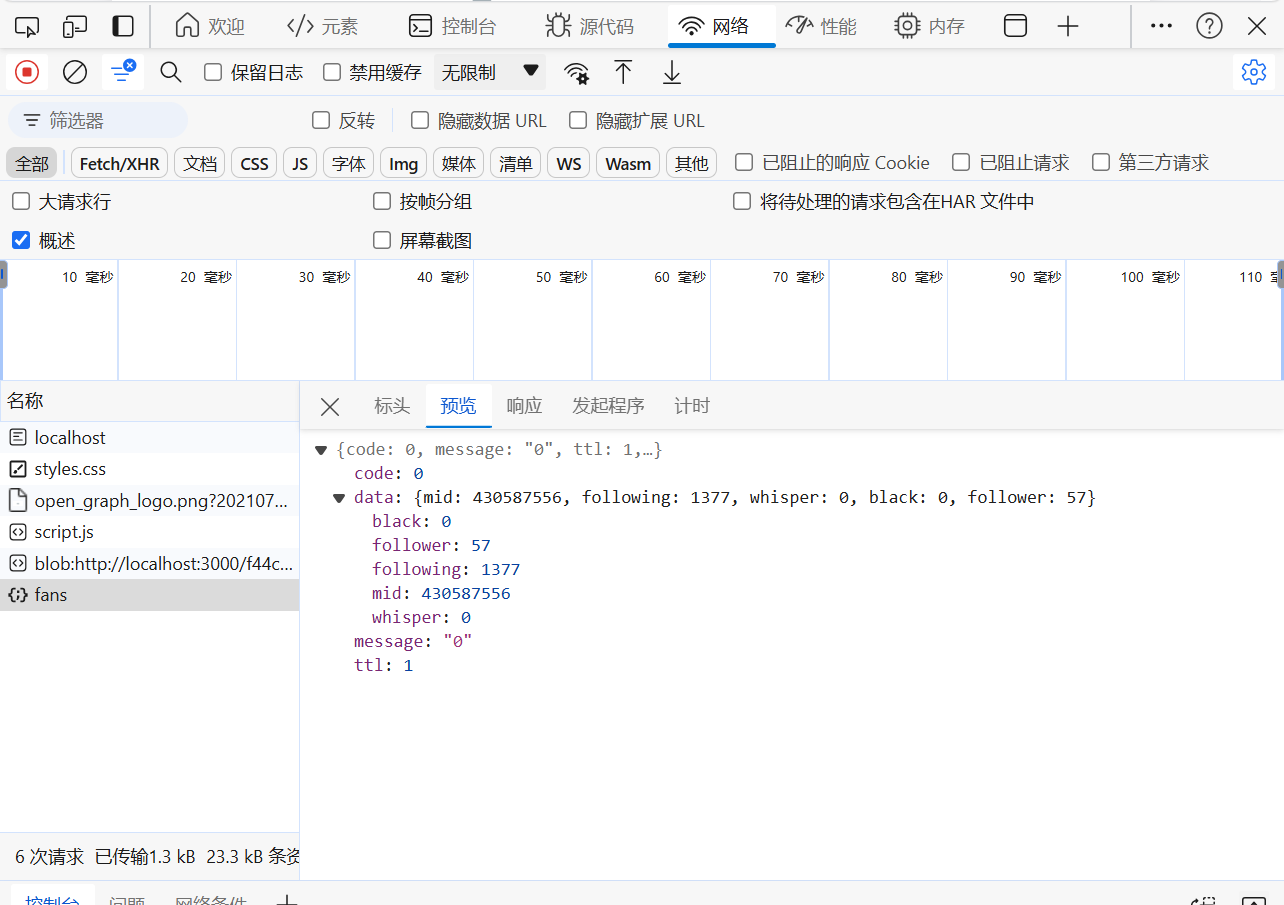 欢迎 元素 控制台 源代码 网络 性能 内存
保留日志 禁用缓存 无限制
筛选器 反转 隐藏数据 URL 隐藏扩展 URL
全部 Fetch/XHR 文档 CSS JS 字体 Img 媒体 清单 WS Wasm 其他 已阻止的响应 Cookie 已阻止请求 第三方请求
大请求行 按帧分组 将待处理的请求包含在HAR 文件中
概述 屏幕截图
10 毫秒 20 毫秒 30 毫秒 40 毫秒 50 毫秒 60 毫秒 70 毫秒 80 毫秒 90 毫秒 100 毫秒 110
名称
localhost
styles.css
open_graph_logo.png?202107...
script.js
blob:http://localhost:3000/f44c...
fans
标头 预览 响应 发起程序 计时
{code: 0, message: "0", ttl: 1,…}
code: 0
data: {mid: 430587556, following: 1377, whisper: 0, black: 0, follower: 57}
black: 0
follower: 57
following: 1377
mid: 430587556
whisper: 0
message: "0"
ttl: 1
6 次请求 已传输1.3 kB 23.3 kB 条资
控制台 问题 网络条件